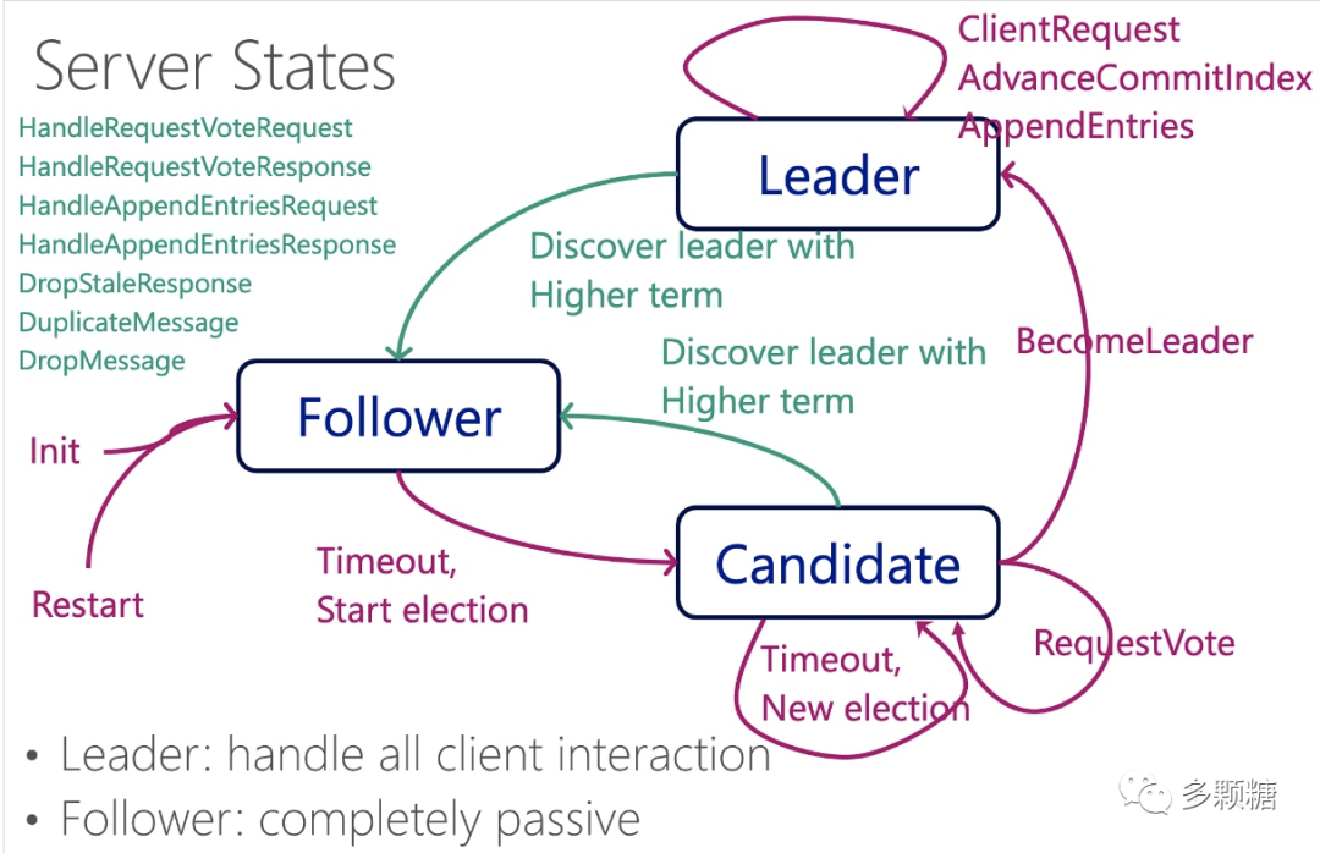 Server States
HandleRequestVoteRequest
HandleRequestVoteResponse
HandleAppendEntriesRequest
HandleAppendEntriesResponse
DropStaleResponse
DuplicateMessage
DropMessage
ClientRequest
AdvanceCommitIndex
AppendEntries
Leader
Discover leader with
Higher term
Discover leader with
Higher term
BecomeLeader
Follower
Init
Restart
Timeout,
Start election
Candidate
RequestVote
Timeout,
New election
• Leader: handle all client interaction
• Follower: completely passive
多颗糖